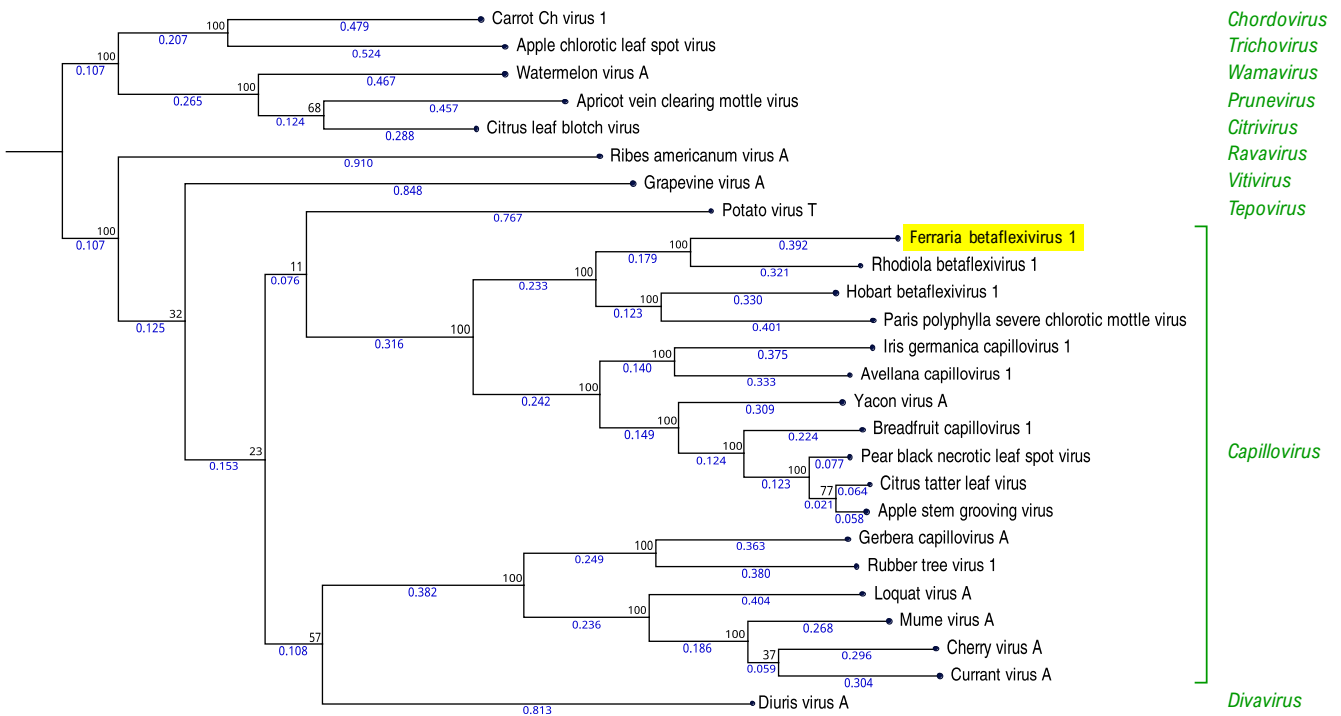 Carrot Ch virus 1
Chordovirus
100
0.479
0.207
Apple chlorotic leaf spot virus
Trichovirus
0.524
100
0.107
Watermelon virus A
Wamavirus
100
0.467
0.265
Apricot vein clearing mottle virus
Prunevirus
68
0.457
0.124
Citrus leaf blotch virus
Citrivirus
0.288
Ribes americanum virus A
Ravavirus
0.910
Grapevine virus A
Vitivirus
0.848
Potato virus T
Tepovirus
0.767
100
0.107
Ferraria betaflexivirus 1
100
0.392
0.179
Rhodiola betaflexivirus 1
0.321
11
0.076
100
0.233
Hobart betaflexivirus 1
100
0.330
0.123
Paris polyphylla severe chlorotic mottle virus
0.401
32
0.125
100
0.316
Iris germanica capillovirus 1
100
0.375
0.140
Avellana capillovirus 1
0.333
100
0.242
Yacon virus A
0.309
100
0.149
Breadfruit capillovirus 1
0.224
100
0.124
Capillovirus
23
0.153
Pear black necrotic leaf spot virus
100
0.077
0.123
Citrus tatter leaf virus
77
0.064
0.021
Apple stem grooving virus
0.058
Gerbera capillovirus A
100
0.363
0.249
Rubber tree virus 1
0.380
100
0.382
Loquat virus A
0.404
100
0.236
Mume virus A
0.268
100
0.186
57
0.108
Cherry virus A
37
0.296
0.059
Currant virus A
0.304
Diuris virus A
Divavirus
0.813